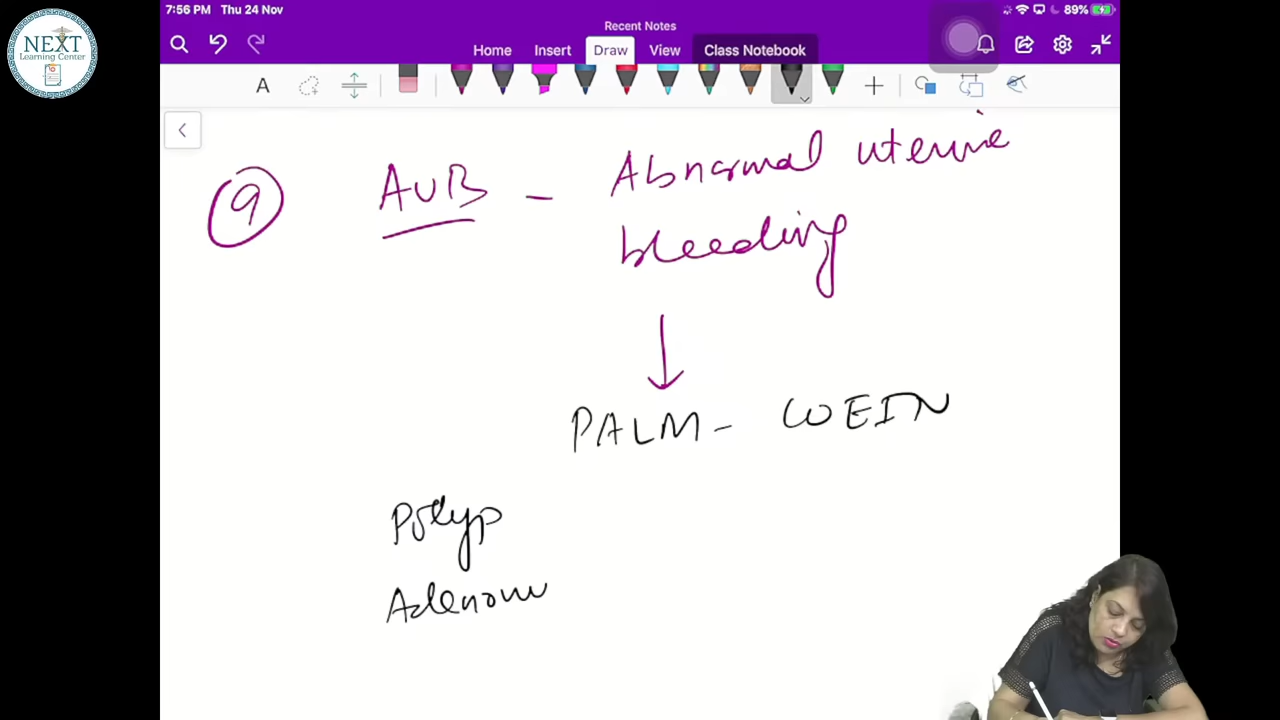 7:56 PM Thu 24 Nov
89%
NEXT
Learning Center
Recent Notes
Home Insert Draw View Class Notebook
A
9 AUB - Abnormal uterine
bleeding
PALM - COEIN
Polyp
Adenom